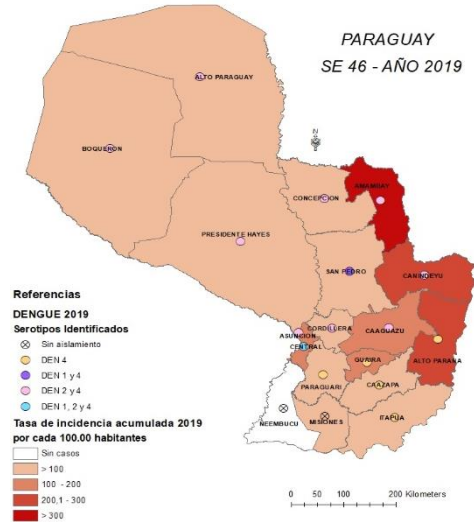 PARAGUAY
SE 46 - AÑO 2019
N
ALTO PARAGUAY
BOQUERON
AMAMBAY
CONCEPCION
PRESIDENTE HAYES
SAN PEDRO
CANINDEYU
CORDILLERA
ASUNCION
CENTRAL
CAAGUAZU
GUAIRA
ALTO PARANA
PARAGUARI
CAAZAPA
NEEMBUCU
MISIONES
ITAPUA
Referencias
DENGUE 2019
Serotipos Identificados
Sin aislamiento
DEN 4
DEN 1 y 4
DEN 2 y 4
DEN 1, 2 y 4
Tasa de incidencia acumulada 2019
por cada 100.00 habitantes
Sin casos
> 100
100 - 200
200,1 - 300
> 300
0 50 100 200 Kilometers